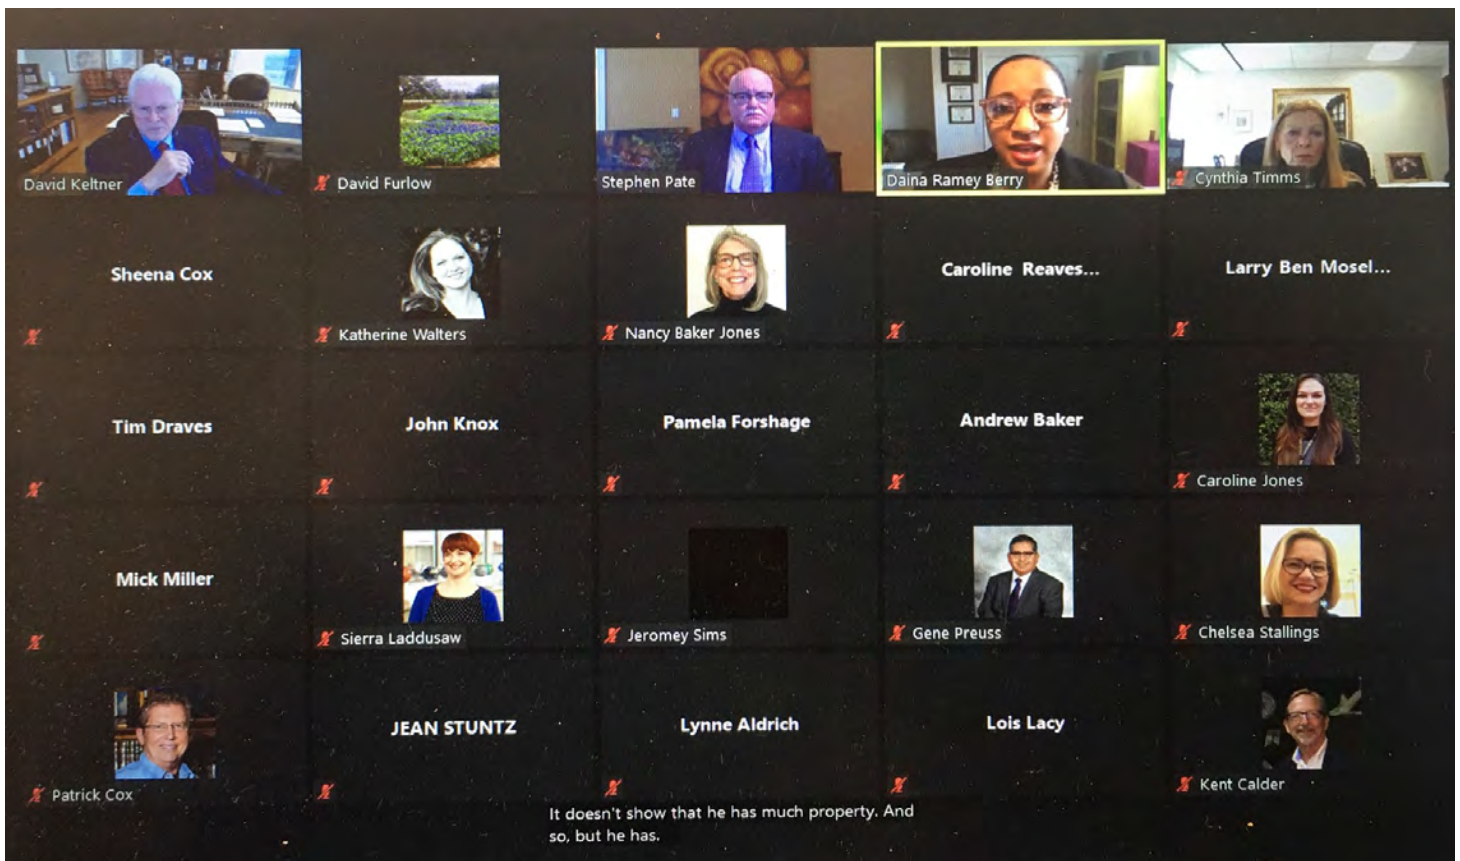 David Keltner
David Furlow
Stephen Pate
Daina Ramey Berry
Cynthia Timms
Sheena Cox
Katherine Walters
Nancy Baker Jones
Caroline Reaves...
Larry Ben Mosel...
Tim Draves
John Knox
Pamela Forshage
Andrew Baker
Caroline Jones
Mick Miller
Sierra Laddusaw
Jeromey Sims
Gene Preuss
Chelsea Stallings
Patrick Cox
JEAN STUNTZ
Lynne Aldrich
Lois Lacy
Kent Calder
It doesn't show that he has much property. And
so, but he has.